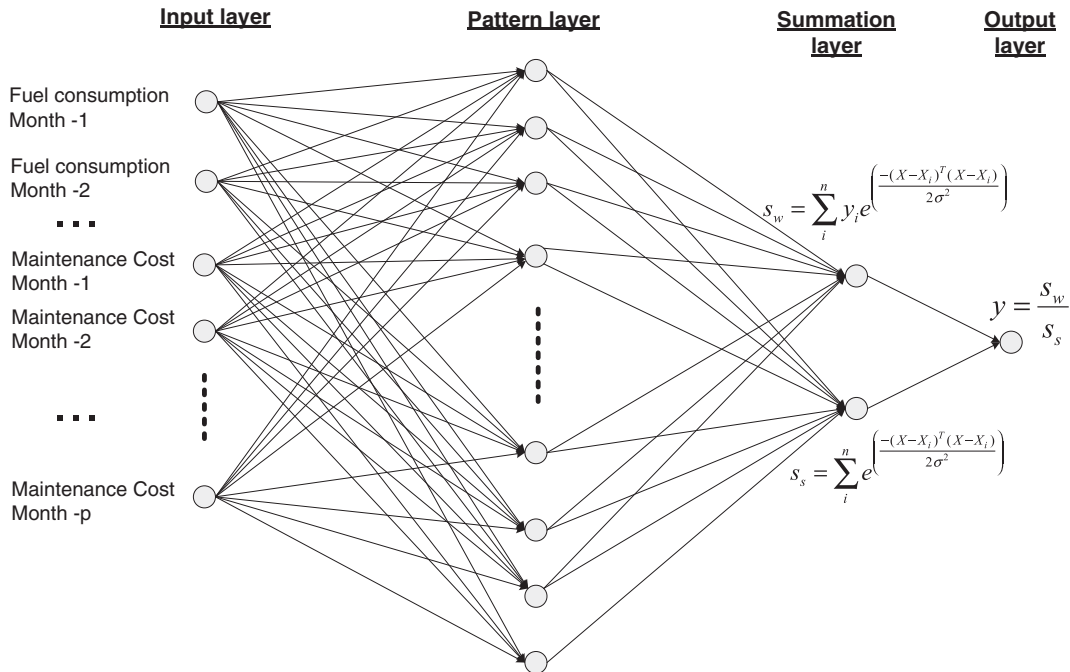 Input layer
Pattern layer
Summation
layer
Output
layer
Fuel consumption
Month -1
Fuel consumption
Month -2
...
Maintenance Cost
Month -1
Maintenance Cost
Month -2
...
Maintenance Cost
Month -p
s_w = \sum_{i}^{n} y_i e^{\left(\frac{-(X-X_i)^T(X-X_i)}{2\sigma^2}\right)}
y = \frac{s_w}{s_s}
s_s = \sum_{i}^{n} e^{\left(\frac{-(X-X_i)^T(X-X_i)}{2\sigma^2}\right)}